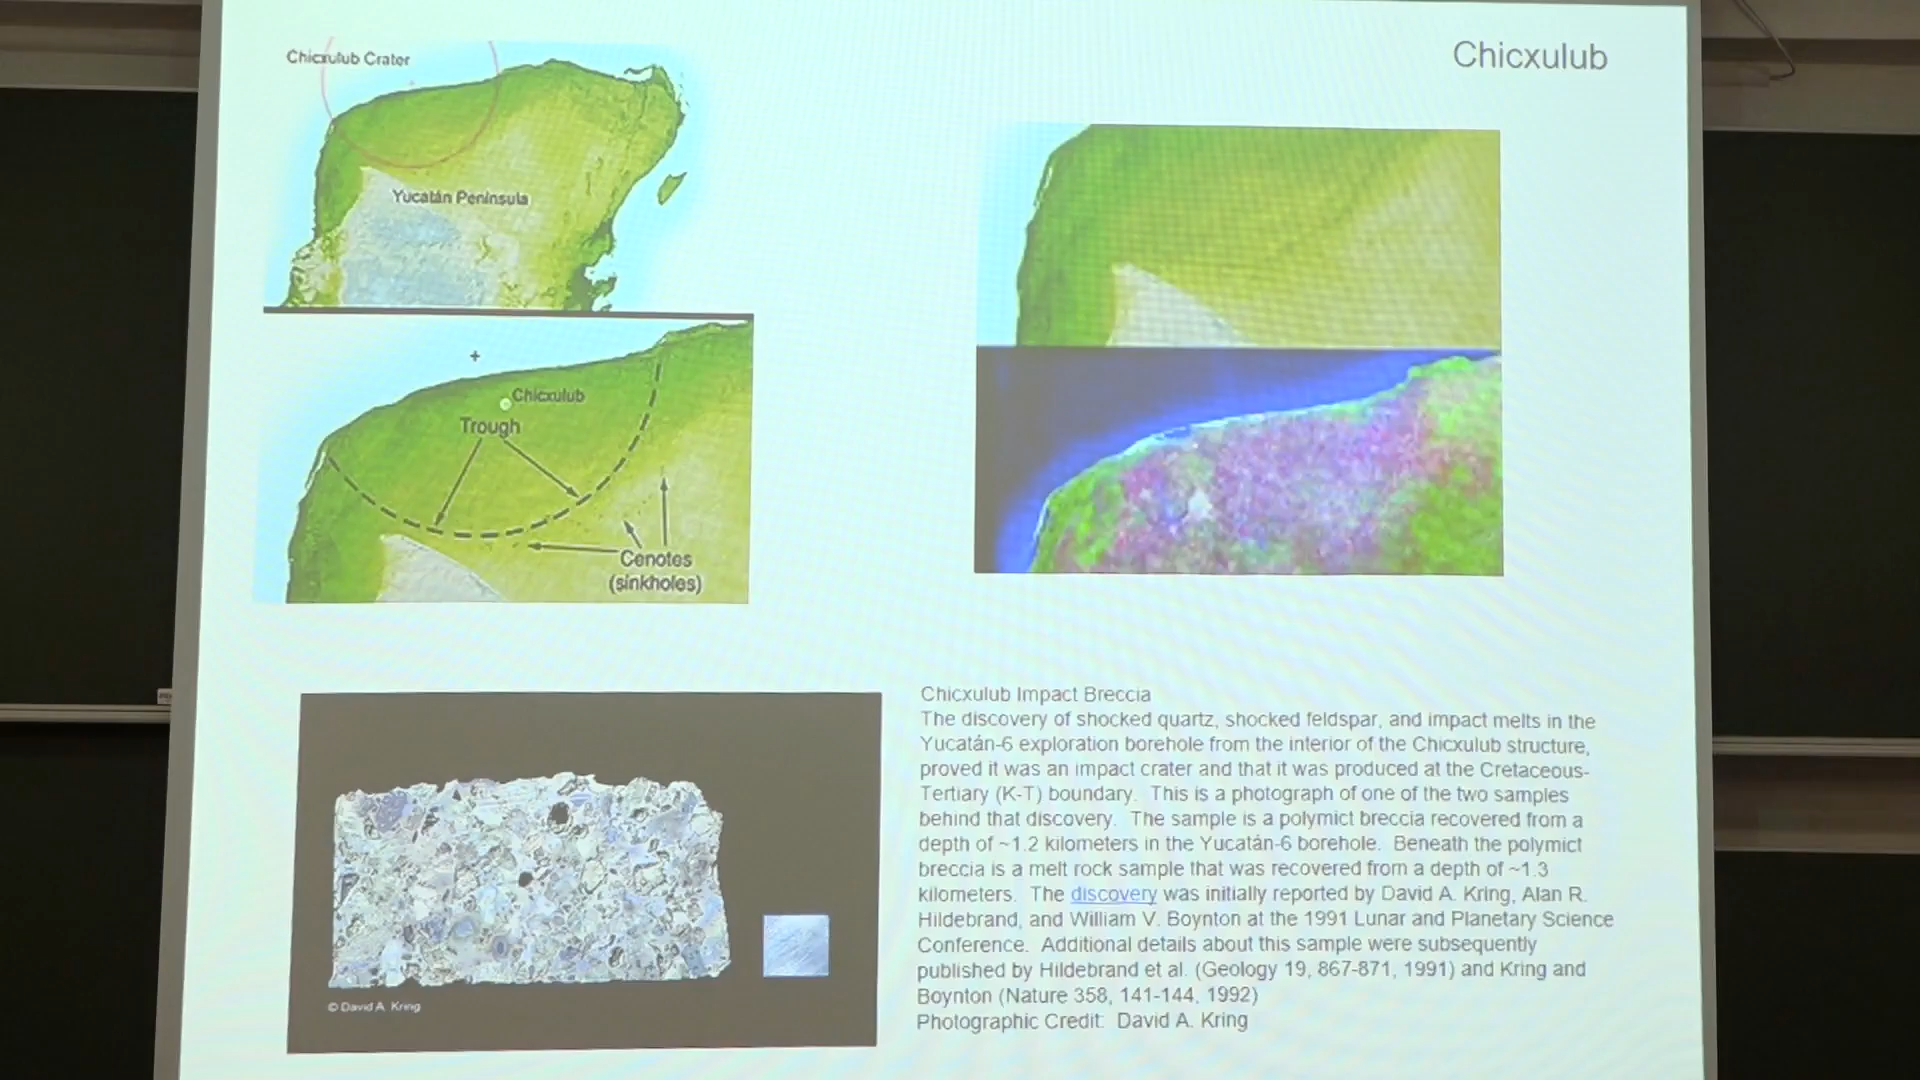 Chicxulub
Chicxulub Crater
Yucatán Peninsula
Chicxulub
Trough
Cenotes
(sinkholes)
© David A. Kring
Chicxulub Impact Breccia
The discovery of shocked quartz, shocked feldspar, and impact melts in the
Yucatán-6 exploration borehole from the interior of the Chicxulub structure,
proved it was an impact crater and that it was produced at the Cretaceous-
Tertiary (K-T) boundary. This is a photograph of one of the two samples
behind that discovery. The sample is a polymict breccia recovered from a
depth of ~1.2 kilometers in the Yucatán-6 borehole. Beneath the polymict
breccia is a melt rock sample that was recovered from a depth of ~1.3
kilometers. The discovery was initially reported by David A. Kring, Alan R.
Hildebrand, and William V. Boynton at the 1991 Lunar and Planetary Science
Conference. Additional details about this sample were subsequently
published by Hildebrand et al. (Geology 19, 867-871, 1991) and Kring and
Boynton (Nature 358, 141-144, 1992)
Photographic Credit: David A. Kring